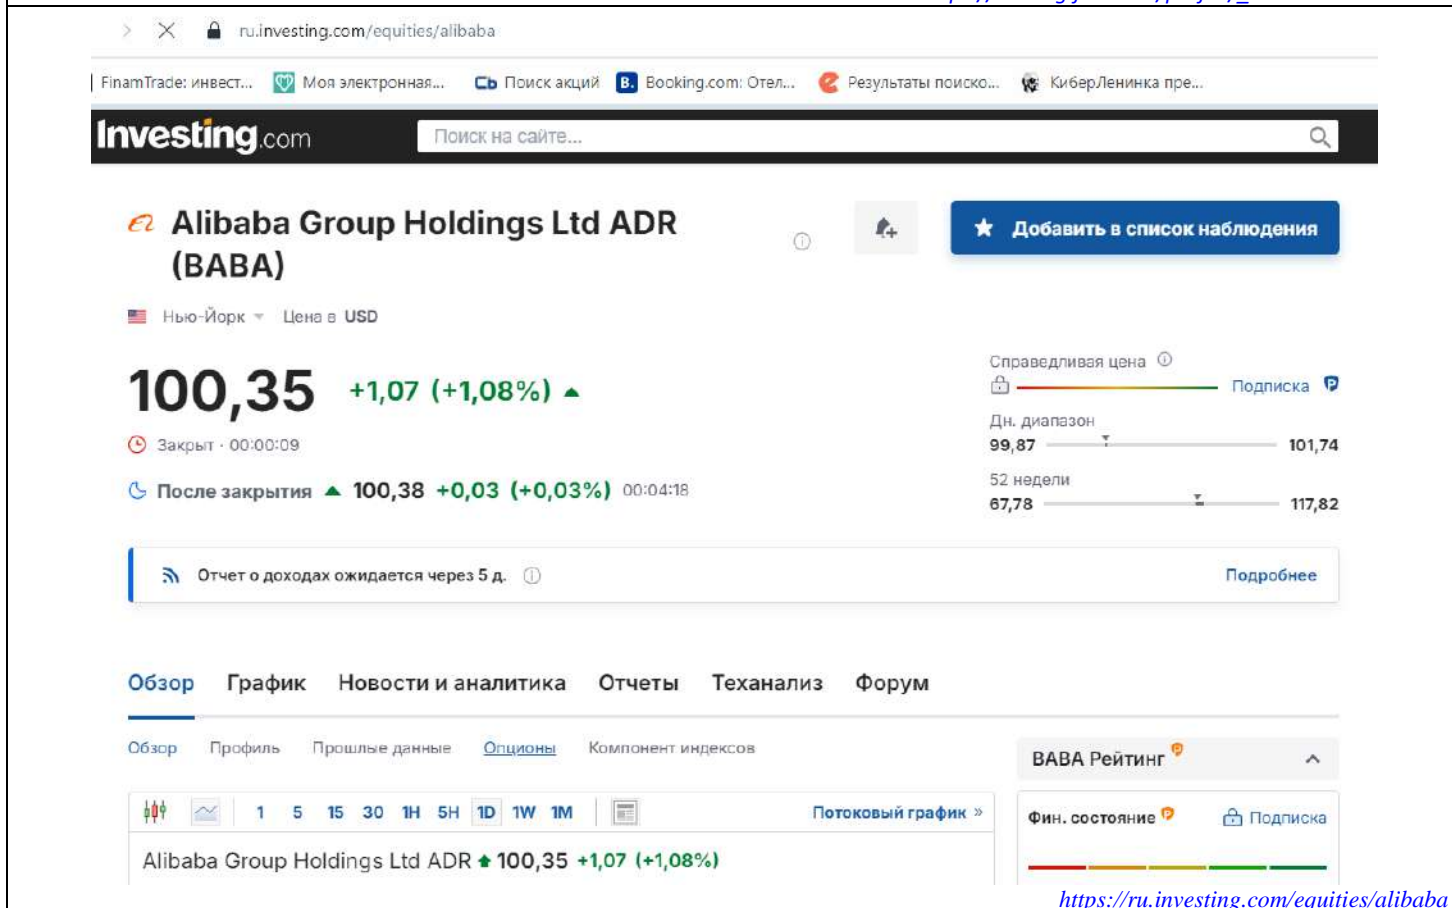 ru.investing.com/equities/alibaba
FinamTrade: инвест... Моя электронная... Сь Поиск акций B. Booking.com: Отел... Результаты поиско... КиберЛенинка пре...
Investing.com Поиск на сайте...
Alibaba Group Holdings Ltd ADR
(BABA)
Добавить в список наблюдения
Нью-Йорк Цена в USD
Справедливая цена
100,35 +1,07 (+1,08%)
Подписка
Дн. диапазон
Закрыт · 00:00:09
99,87 101,74
52 недели
После закрытия 100,38 +0,03 (+0,03%) 00:04:18
67,78 117,82
Отчет о доходах ожидается через 5 д. Подробнее
Обзор График Новости и аналитика Отчеты Теханализ Форум
Обзор Профиль Прошлые данные Опционы Компонент индексов
BABA Рейтинг
1 5 15 30 1H 5H 1D 1W 1M Потоковый график »
Фин. состояние Подписка
Alibaba Group Holdings Ltd ADR 100,35 +1,07 (+1,08%)
https://ru.investing.com/equities/alibaba